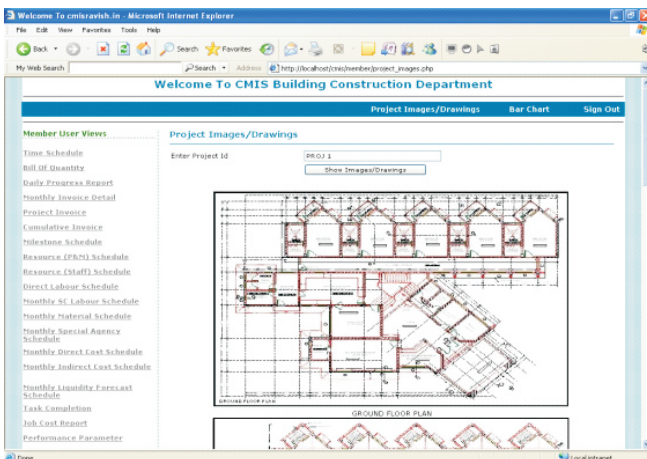 Welcome To cmisravish.in - Microsoft Internet Explorer
File Edit View Favorites Tools Help
Back Search Favorites
My Web Search Search Address http://localhost/cmis/member/project_images.php
Welcome To CMIS Building Construction Department
Project Images/Drawings Bar Chart Sign Out
Member User Views
Project Images/Drawings
Time Schedule
Enter Project Id PROJ 1
Bill Of Quantity
Show Images/Drawings
Daily Progress Report
Monthly Invoice Detail
Project Invoice
Cumulative Invoice
Milestone Schedule
Resource (P&M) Schedule
Resource (Staff) Schedule
Direct Labour Schedule
Monthly SC Labour Schedule
Monthly Material Schedule
Monthly Special Agency
Schedule
Monthly Direct Cost Schedule
Monthly Indirect Cost Schedule
Monthly Liquidity Forecast
Schedule
Task Completion
Job Cost Report
Performance Parameter
GROUND FLOOR PLAN
GROUND FLOOR PLAN
Done Local intranet